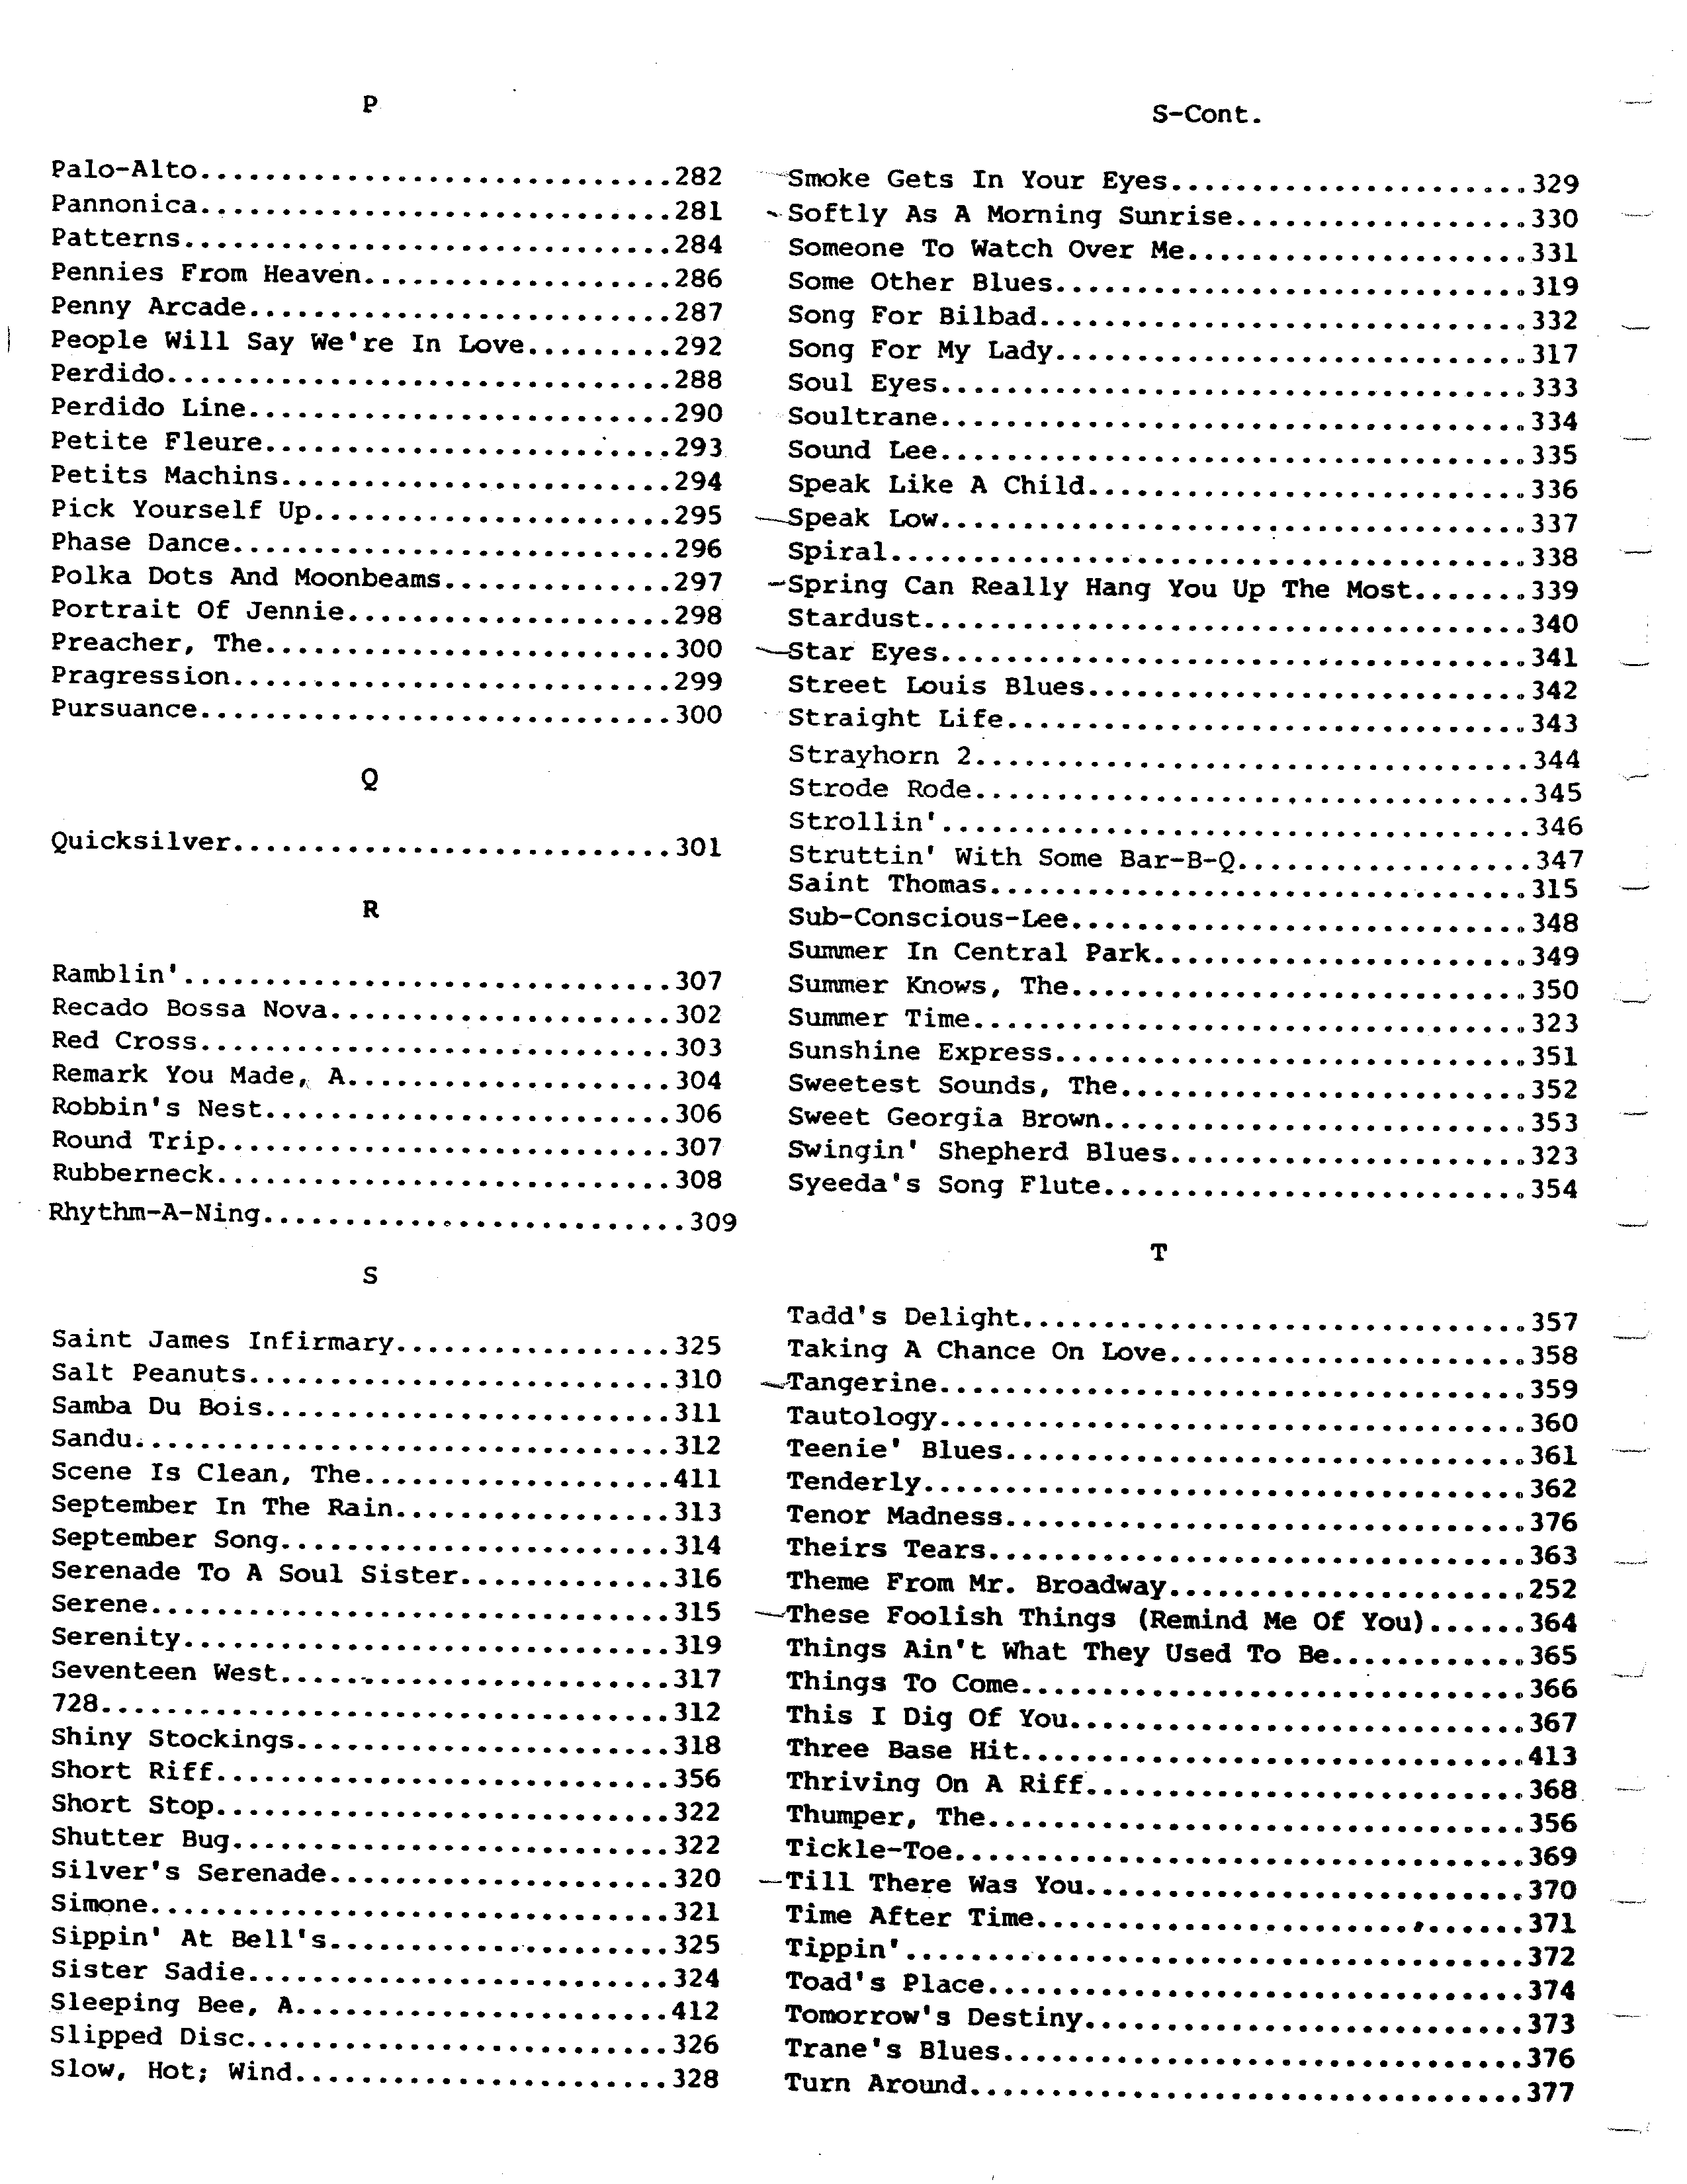 P
Palo-Alto.............................282
Pannonica.............................281
Patterns..............................284
Pennies From Heaven...................286
Penny Arcade..........................287
People Will Say We're In Love.........292
Perdido...............................288
Perdido Line..........................290
Petite Fleure.........................293
Petits Machins........................294
Pick Yourself Up......................295
Phase Dance...........................296
Polka Dots And Moonbeams..............297
Portrait Of Jennie....................298
Preacher, The.........................300
Pragression...........................299
Pursuance.............................300
Q
Quicksilver...........................301
R
Ramblin'..............................307
Recado Bossa Nova.....................302
Red Cross.............................303
Remark You Made, A....................304
Robbin's Nest.........................306
Round Trip............................307
Rubberneck............................308
Rhythm-A-Ning..........................309
S
Saint James Infirmary.................325
Salt Peanuts..........................310
Samba Du Bois.........................311
Sandu.................................312
Scene Is Clean, The...................411
September In The Rain.................313
September Song........................314
Serenade To A Soul Sister.............316
Serene................................315
Serenity..............................319
Seventeen West........................317
728...................................312
Shiny Stockings.......................318
Short Riff............................356
Short Stop............................322
Shutter Bug...........................322
Silver's Serenade.....................320
Simone................................321
Sippin' At Bell's.....................325
Sister Sadie..........................324
Sleeping Bee, A.......................412
Slipped Disc..........................326
Slow, Hot; Wind.......................328
S-Cont.
Smoke Gets In Your Eyes......................329
Softly As A Morning Sunrise..................330
Someone To Watch Over Me.....................331
Some Other Blues.............................319
Song For Bilbad..............................332
Song For My Lady.............................317
Soul Eyes....................................333
Soultrane....................................334
Sound Lee....................................335
Speak Like A Child...........................336
Speak Low....................................337
Spiral.......................................338
Spring Can Really Hang You Up The Most.......339
Stardust.....................................340
Star Eyes....................................341
Street Louis Blues...........................342
Straight Life................................343
Strayhorn 2..................................344
Strode Rode..................................345
Strollin'....................................346
Struttin' With Some Bar-B-Q..................347
Saint Thomas.................................315
Sub-Conscious-Lee............................348
Summer In Central Park.......................349
Summer Knows, The............................350
Summer Time..................................323
Sunshine Express.............................351
Sweetest Sounds, The.........................352
Sweet Georgia Brown..........................353
Swingin' Shepherd Blues......................323
Syeeda's Song Flute..........................354
T
Tadd's Delight...............................357
Taking A Chance On Love......................358
Tangerine....................................359
Tautology....................................360
Teenie' Blues................................361
Tenderly.....................................362
Tenor Madness................................376
Theirs Tears.................................363
Theme From Mr. Broadway......................252
These Foolish Things (Remind Me Of You)......364
Things Ain't What They Used To Be............365
Things To Come...............................366
This I Dig Of You............................367
Three Base Hit...............................413
Thriving On A Riff...........................368
Thumper, The.................................356
Tickle-Toe...................................369
Till There Was You...........................370
Time After Time..............................371
Tippin'......................................372
Toad's Place.................................374
Tomorrow's Destiny...........................373
Trane's Blues................................376
Turn Around..................................377